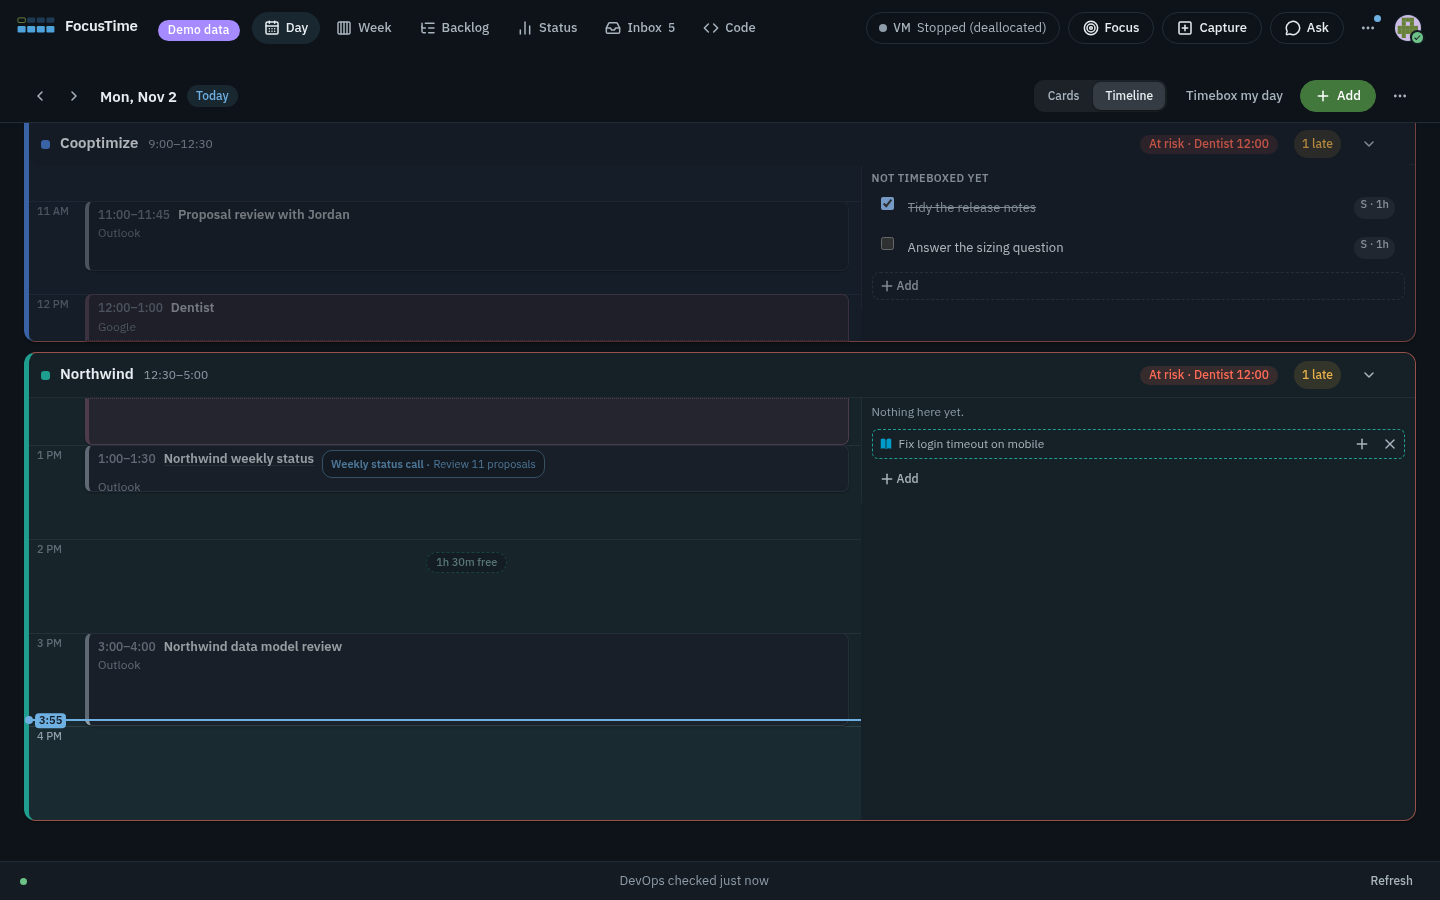 FocusTime
Demo data
Day
Week
Backlog
Status
Inbox 5
Code
VM Stopped (deallocated)
Focus
Capture
Ask
Mon, Nov 2
Today
Cards
Timeline
Timebox my day
Add
Cooptimize 9:00–12:30
At risk · Dentist 12:00
1 late
11 AM
11:00–11:45 Proposal review with Jordan
Outlook
12 PM
12:00–1:00 Dentist
Google
NOT TIMEBOXED YET
Tidy the release notes
S · 1h
Answer the sizing question
S · 1h
Add
Northwind 12:30–5:00
At risk · Dentist 12:00
1 late
1 PM
1:00–1:30 Northwind weekly status
Weekly status call · Review 11 proposals
Outlook
2 PM
1h 30m free
3 PM
3:00–4:00 Northwind data model review
Outlook
3:55
4 PM
Nothing here yet.
Fix login timeout on mobile
Add
DevOps checked just now
Refresh